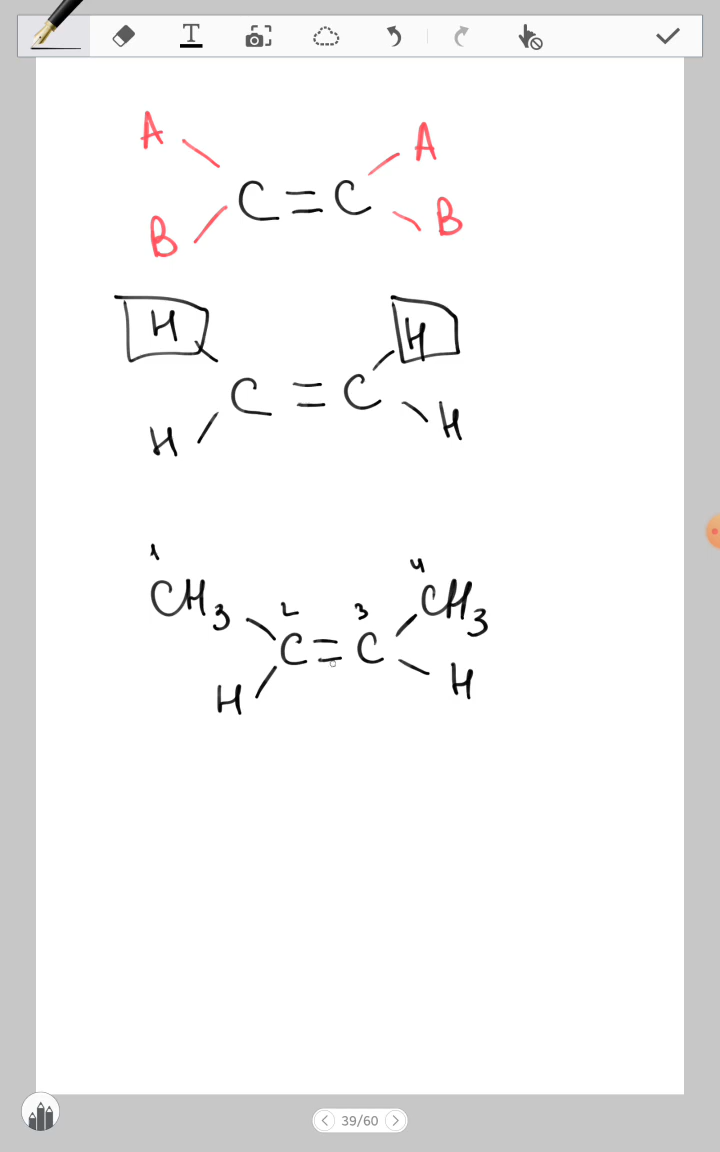 T
A A
C = C
B B
H H
C = C
H H
1 4
CH3 2 3 CH3
C = C
H H
39/60